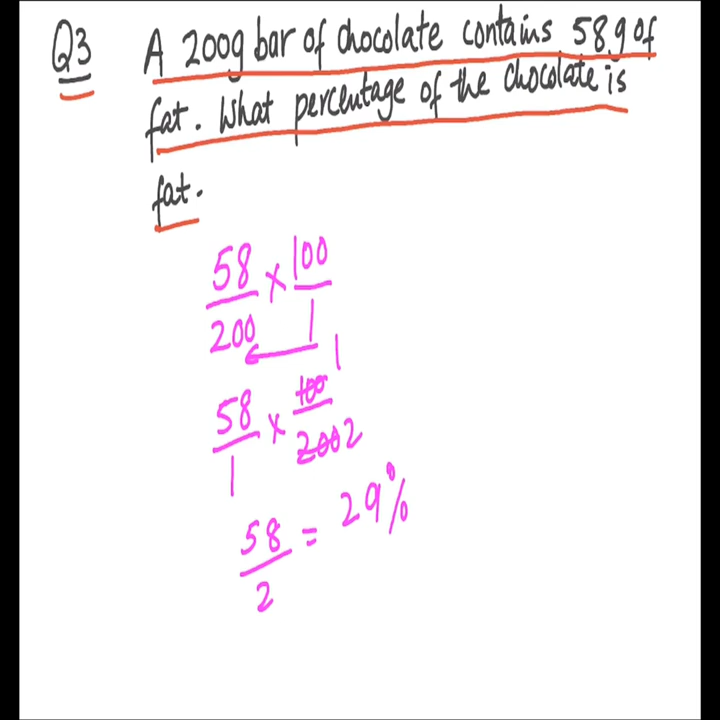 Q3 A 200g bar of chocolate contains 58g of
fat. What percentage of the chocolate is
fat.
58/200 × 100/1
1
58/1 × 100/200 2
58/2 = 29%